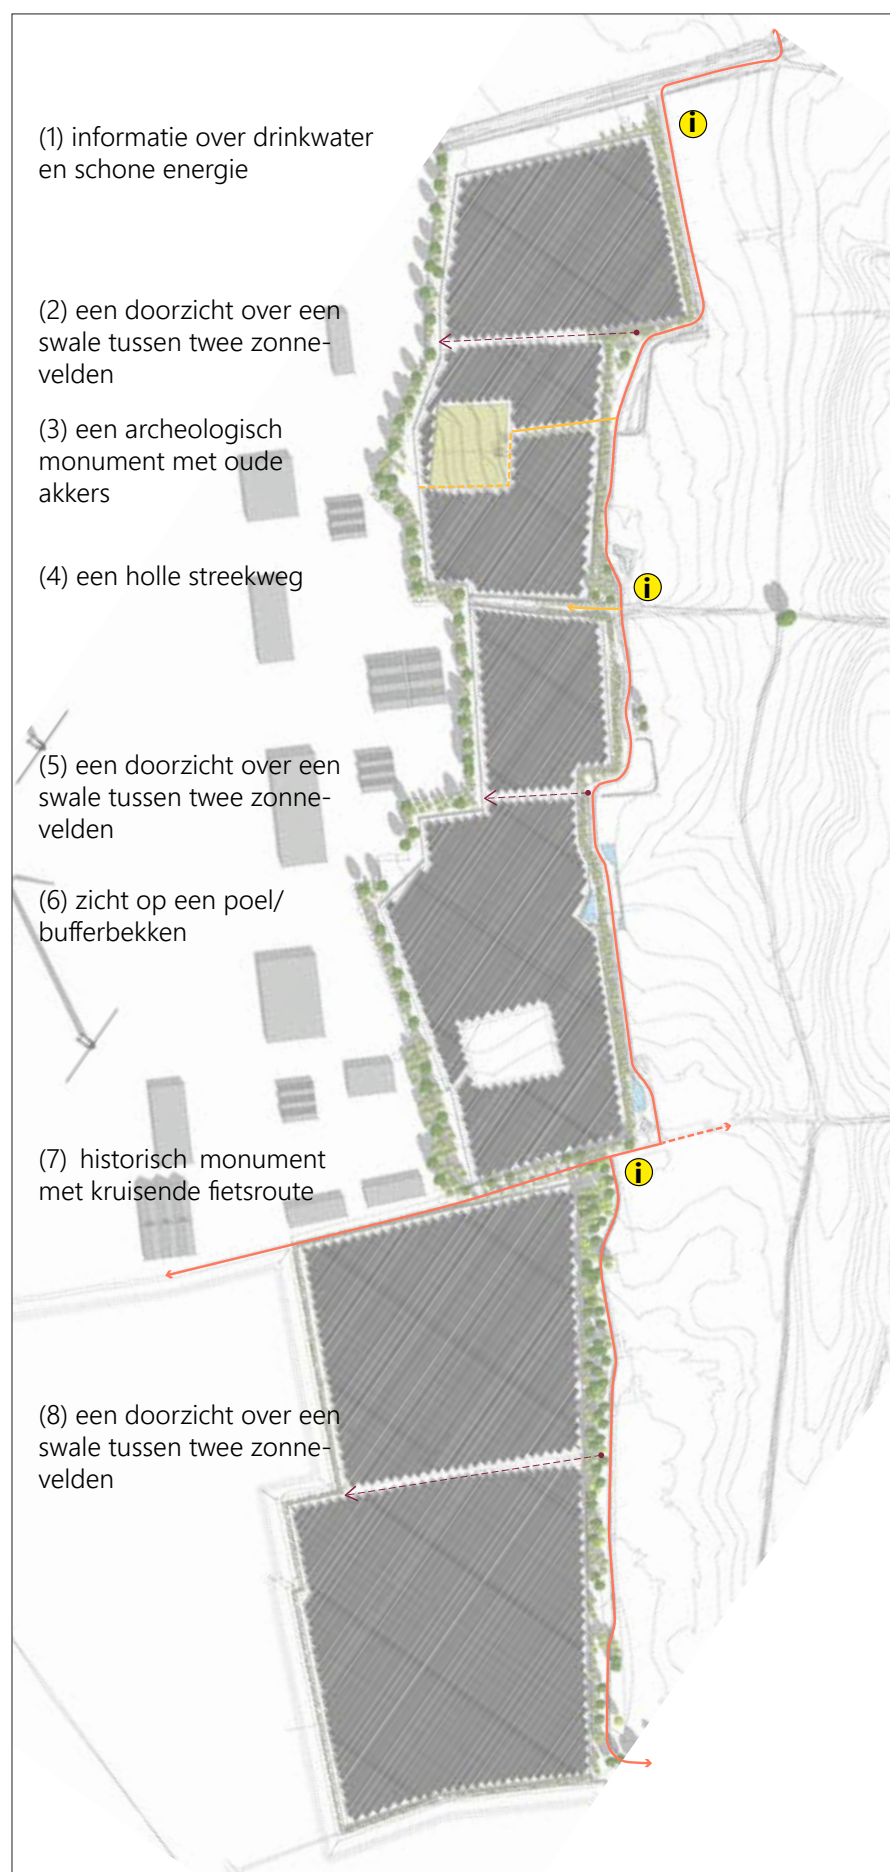 (1) informatie over drinkwater
en schone energie
i
(2) een doorzicht over een
swale tussen twee zonne-
velden
(3) een archeologisch
monument met oude
akkers
(4) een holle streekweg
i
(5) een doorzicht over een
swale tussen twee zonne-
velden
(6) zicht op een poel/
bufferbekken
(7) historisch monument
met kruisende fietsroute
i
(8) een doorzicht over een
swale tussen twee zonne-
velden